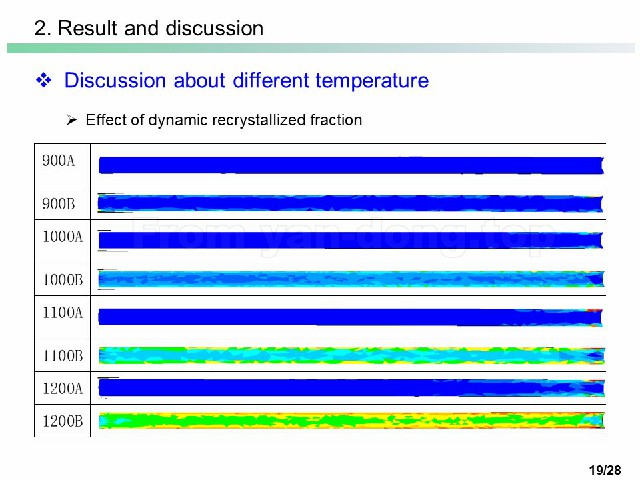 2. Result and discussion
Discussion about different temperature
Effect of dynamic recrystallized fraction
900A
900B
1000A
From yan-dong.top
1000B
1100A
1100B
1200A
1200B
19/28